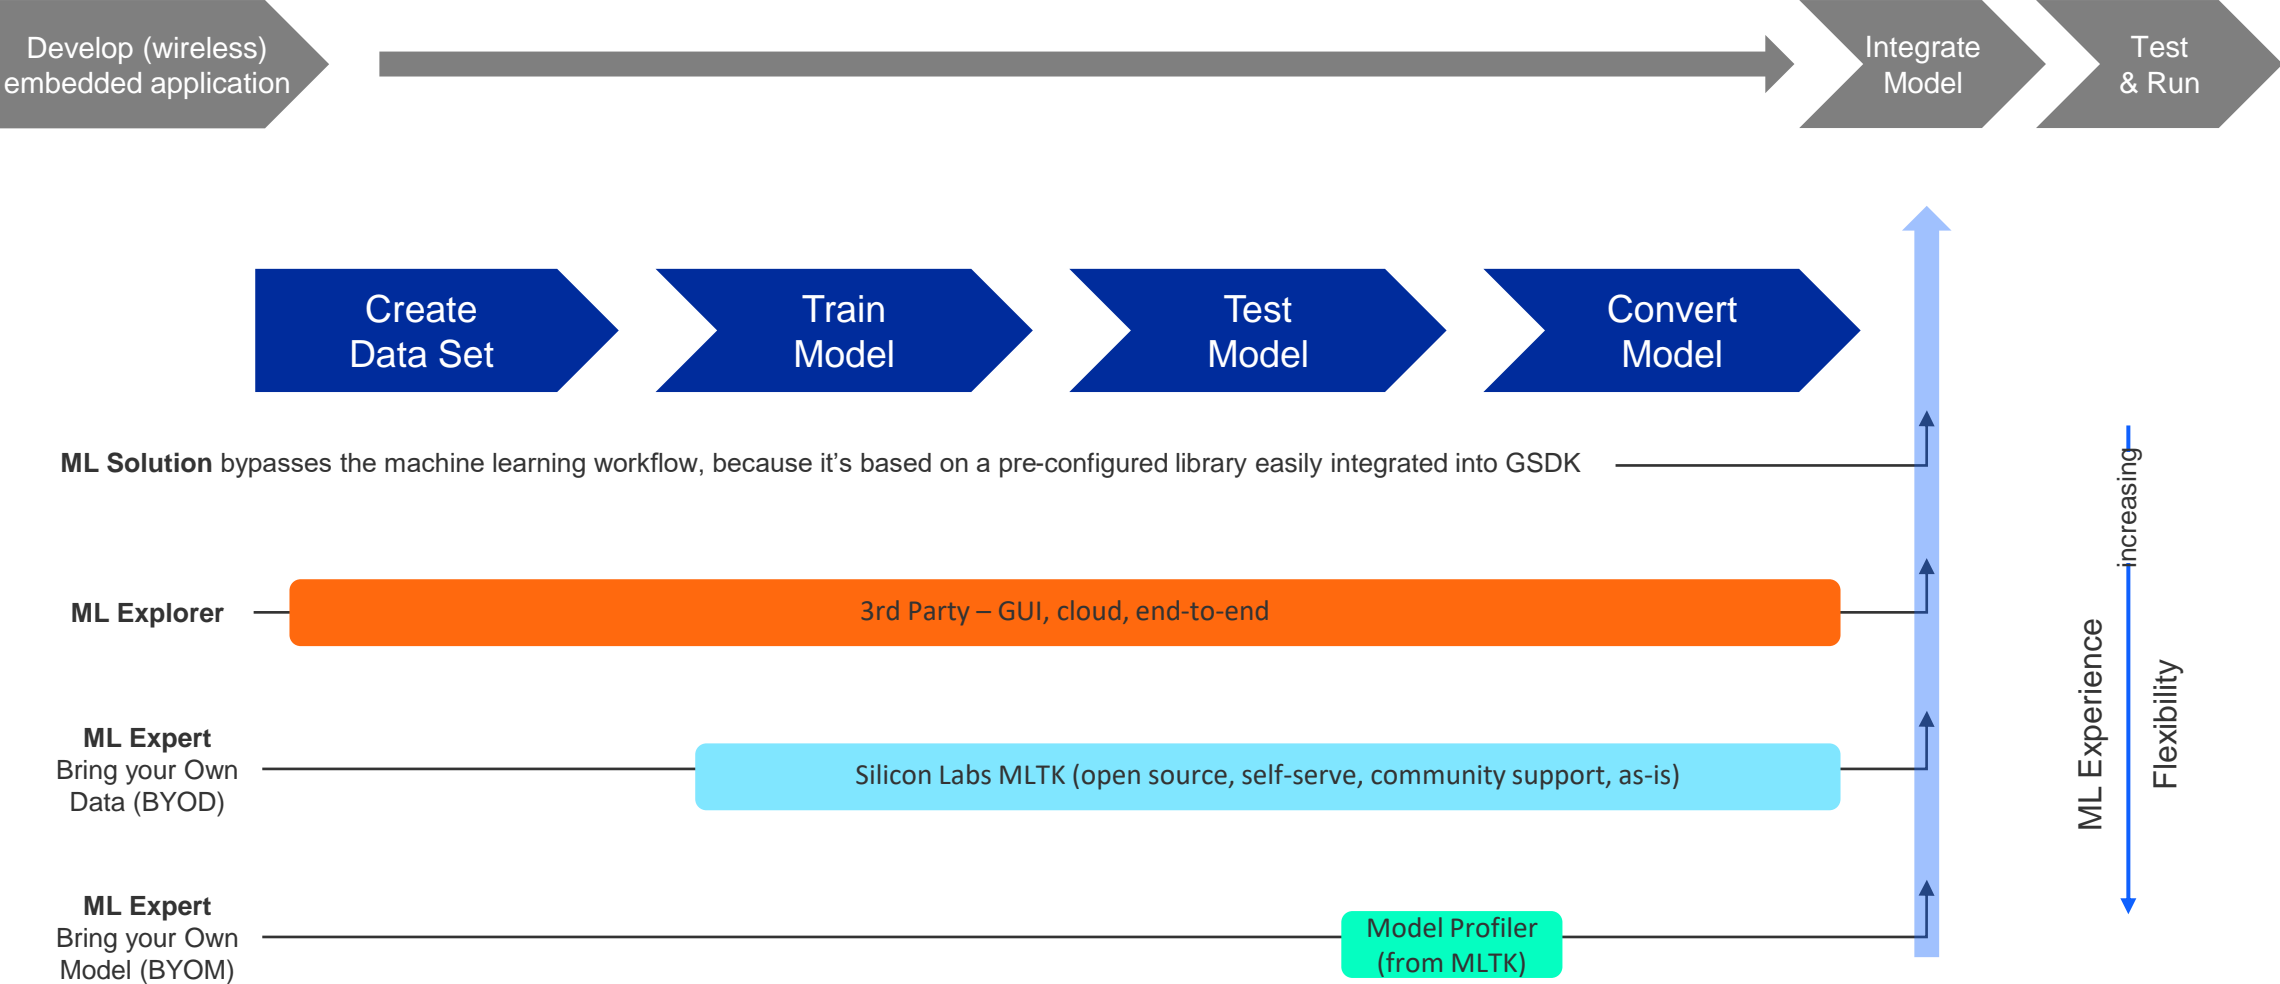 Develop (wireless)
embedded application
Integrate
Model
Test
& Run
Create
Data Set
Train
Model
Test
Model
Convert
Model
ML Solution bypasses the machine learning workflow, because it’s based on a pre-configured library easily integrated into GSDK
increasing
ML Explorer
3rd Party – GUI, cloud, end-to-end
ML Experience
Flexibility
ML Expert
Bring your Own
Data (BYOD)
Silicon Labs MLTK (open source, self-serve, community support, as-is)
ML Expert
Bring your Own
Model (BYOM)
Model Profiler
(from MLTK)